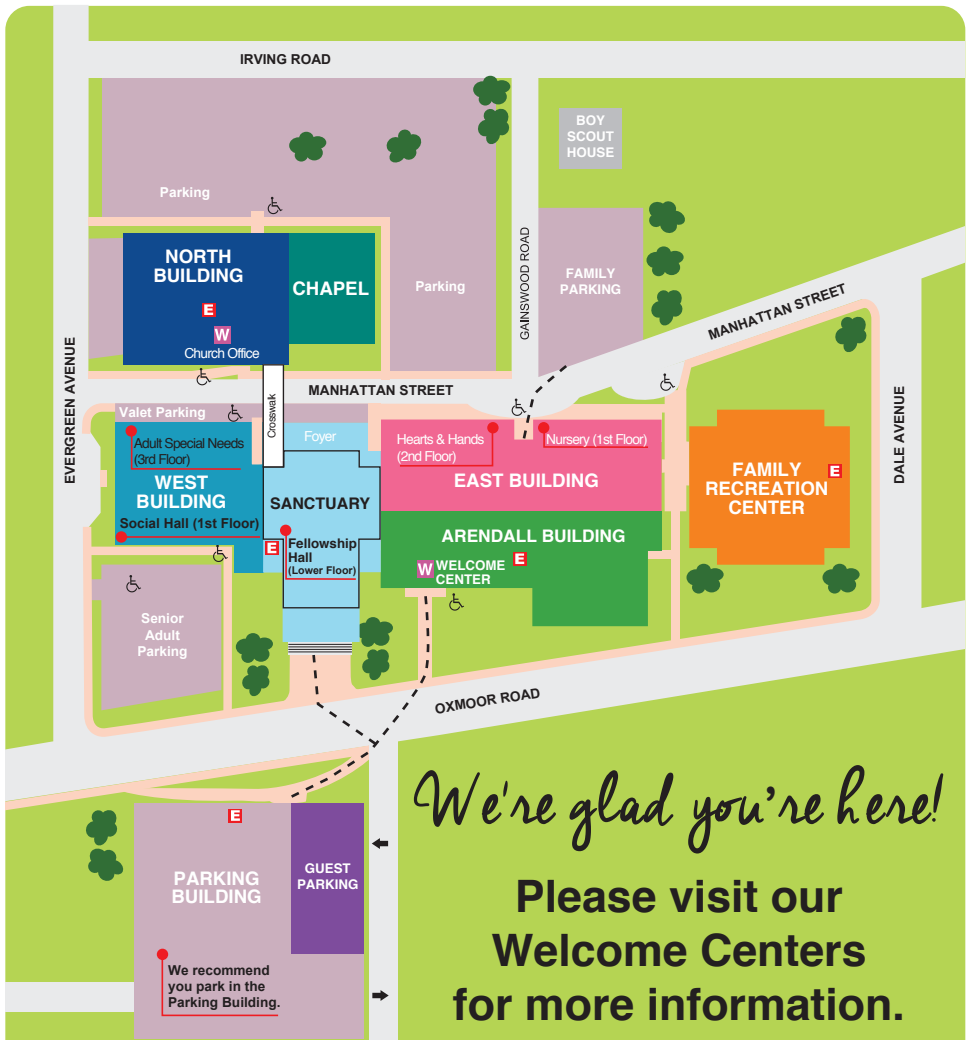 IRVING ROAD
BOY
SCOUT
HOUSE
Parking
NORTH
BUILDING
CHAPEL
Parking
GAINSWOOD ROAD
FAMILY
PARKING
E
W
Church Office
MANHATTAN STREET
EVERGREEN AVENUE
MANHATTAN STREET
DALE AVENUE
Valet Parking
Crosswalk
Foyer
Adult Special Needs
(3rd Floor)
Hearts & Hands
(2nd Floor)
Nursery (1st Floor)
WEST
BUILDING
SANCTUARY
EAST BUILDING
FAMILY
RECREATION
CENTER
E
Social Hall (1st Floor)
E
Fellowship
Hall
(Lower Floor)
ARENDALL BUILDING
W WELCOME
CENTER
E
Senior
Adult
Parking
OXMOOR ROAD
We're glad you're here!
E
PARKING
BUILDING
GUEST
PARKING
Please visit our
Welcome Centers
for more information.
We recommend
you park in the
Parking Building.